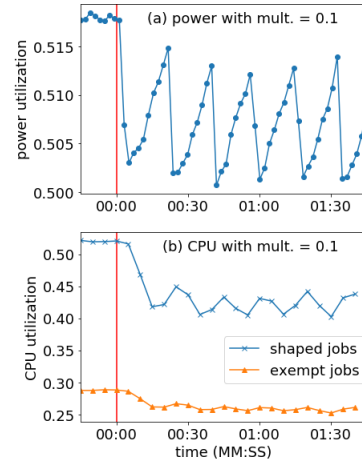 (a) power with mult. = 0.1
power utilization
0.515
0.510
0.505
0.500
00:00 00:30 01:00 01:30
(b) CPU with mult. = 0.1
CPU utilization
0.50
0.45
0.40
0.35
0.30
0.25
shaped jobs
exempt jobs
00:00 00:30 01:00 01:30
time (MM:SS)